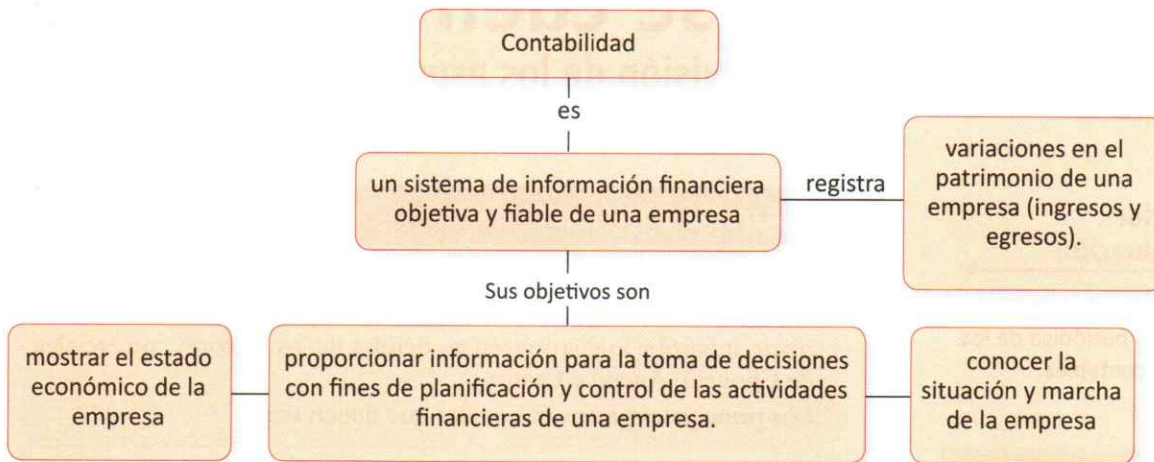 Contabilidad
es
un sistema de información financiera
objetiva y fiable de una empresa
registra
variaciones en el
patrimonio de una
empresa (ingresos y
egresos).
Sus objetivos son
mostrar el estado
económico de la
empresa
proporcionar información para la toma de decisiones
con fines de planificación y control de las actividades
financieras de una empresa.
conocer la
situación y marcha
de la empresa